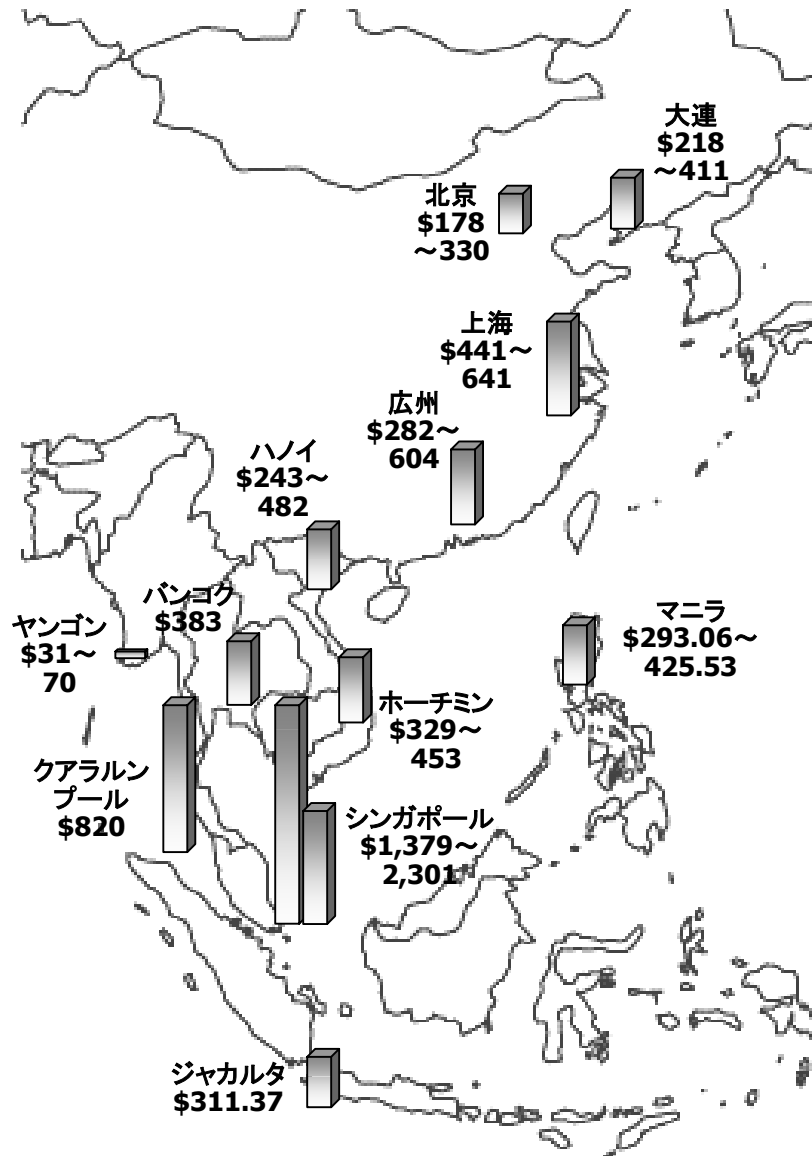 大連
$218
～411
北京
$178
～330
上海
$441～
641
広州
$282～
604
ハノイ
$243～
482
バンコク
$383
ヤンゴン
$31～
70
マニラ
$293.06～
425.53
ホーチミン
$329～
453
クアラルン
プール
$820
シンガポール
$1,379～
2,301
ジャカルタ
$311.37